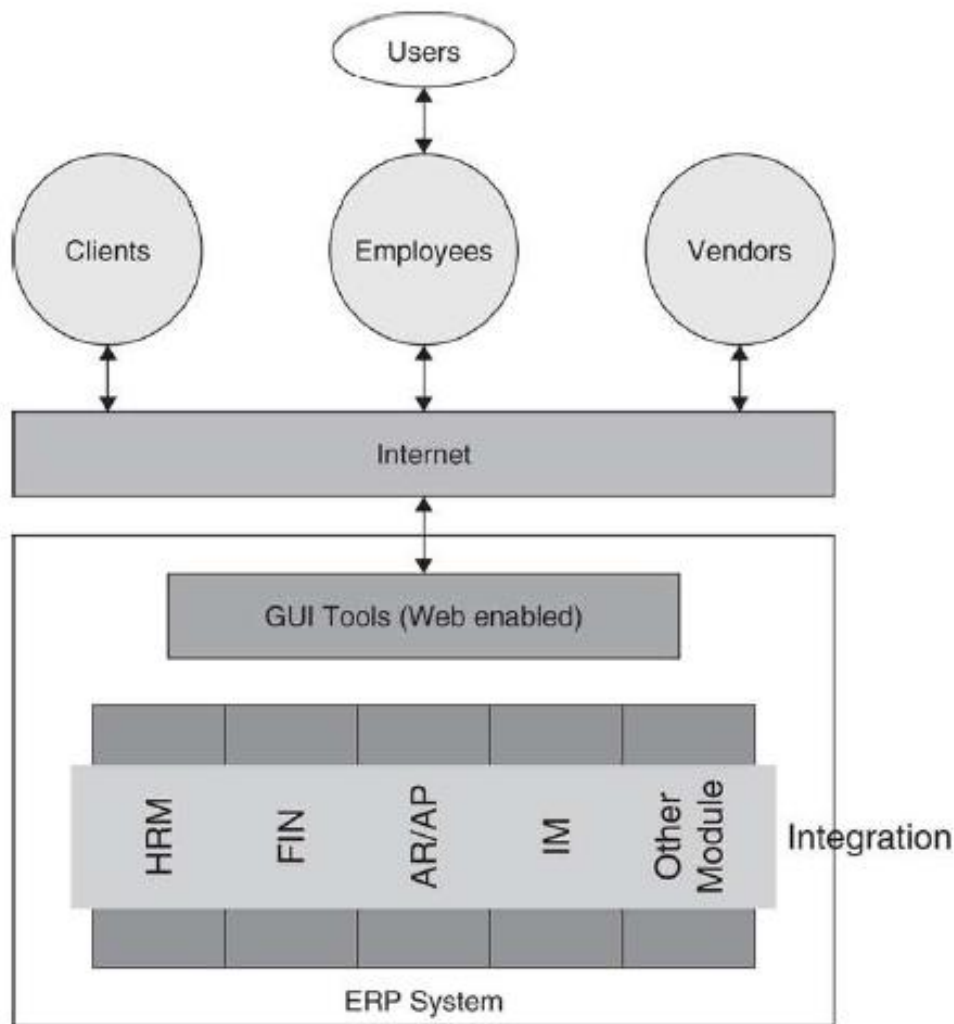 Users
Clients
Employees
Vendors
Internet
GUI Tools (Web enabled)
HRM
FIN
AR/AP
IM
Other
Module
Integration
ERP System